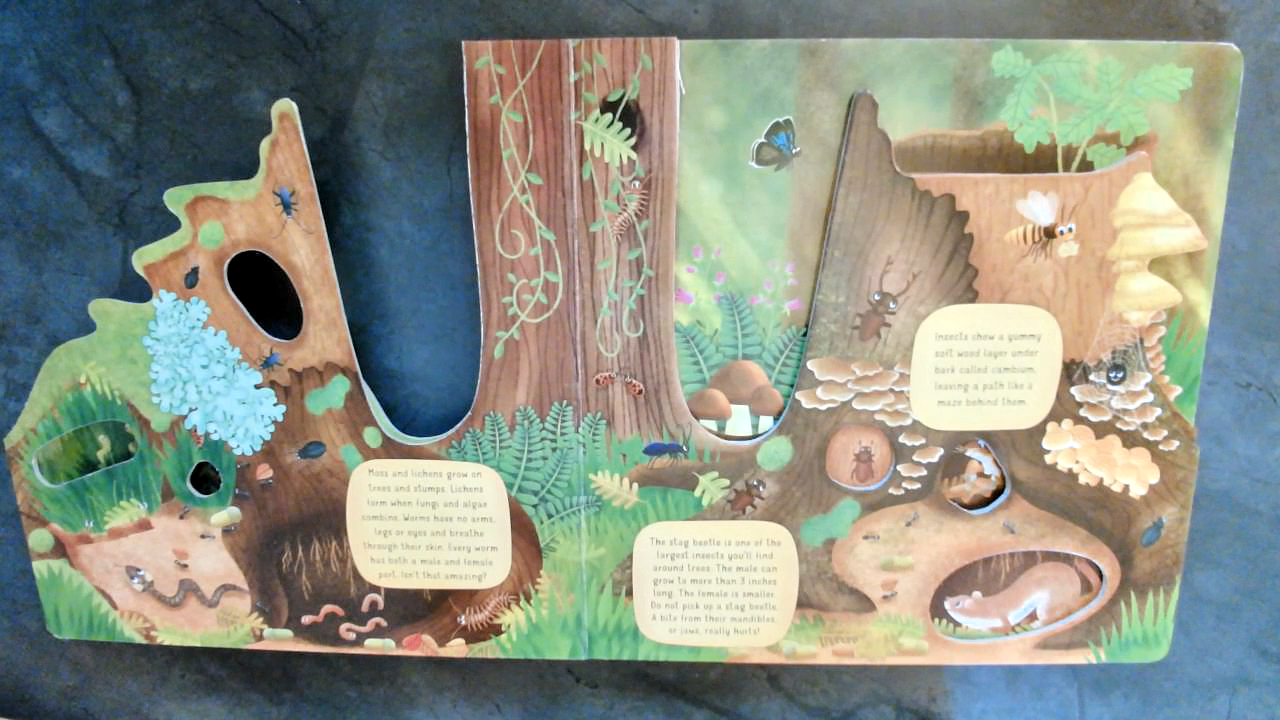 Moss and lichens grow on
trees and stumps. Lichens
form when fungi and algae
combine. Worms have no arms,
legs or eyes and breathe
through their skin. Every worm
has both a male and female
part. Isn't that amazing?
The stag beetle is one of the
largest insects you'll find
around trees. The male can
grow to more than 3 inches
long. The female is smaller.
Do not pick up a stag beetle.
A bite from their mandibles,
or jaws, really hurts!
Insects chew a yummy
soft wood layer under
bark called cambium,
leaving a path like a
maze behind them.